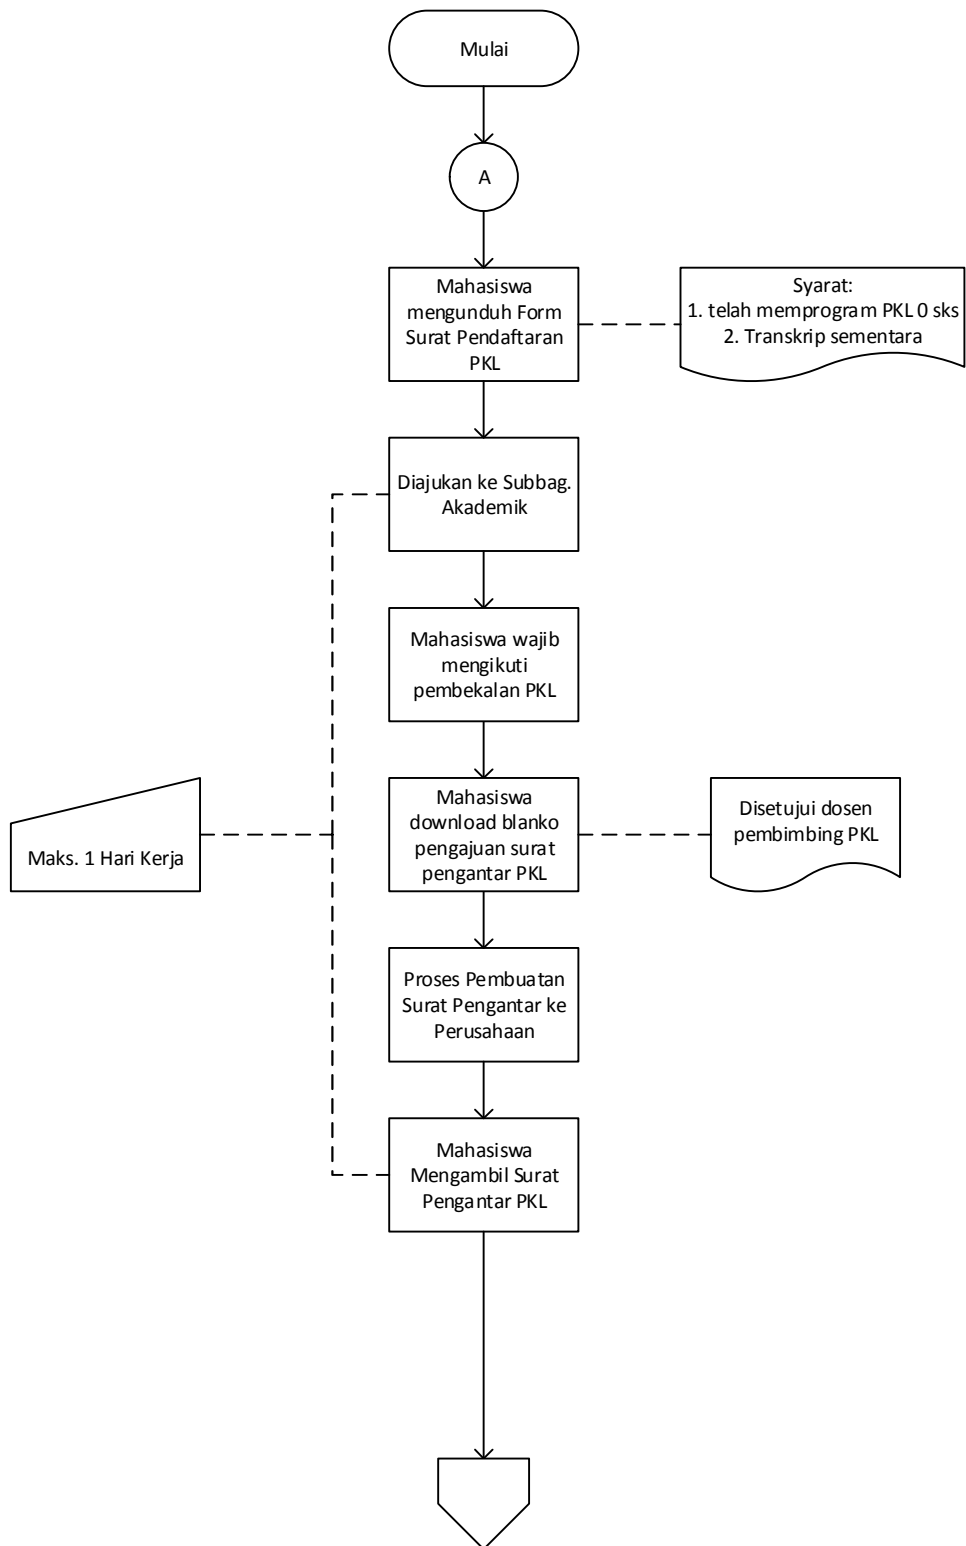 Mulai
A
Mahasiswa
mengunduh Form
Surat Pendaftaran
PKL
Syarat:
1. telah memprogram PKL 0 sks
2. Transkrip sementara
Diajukan ke Subbag.
Akademik
Mahasiswa wajib
mengikuti
pembekalan PKL
Maks. 1 Hari Kerja
Mahasiswa
download blanko
pengajuan surat
pengantar PKL
Disetujui dosen
pembimbing PKL
Proses Pembuatan
Surat Pengantar ke
Perusahaan
Mahasiswa
Mengambil Surat
Pengantar PKL